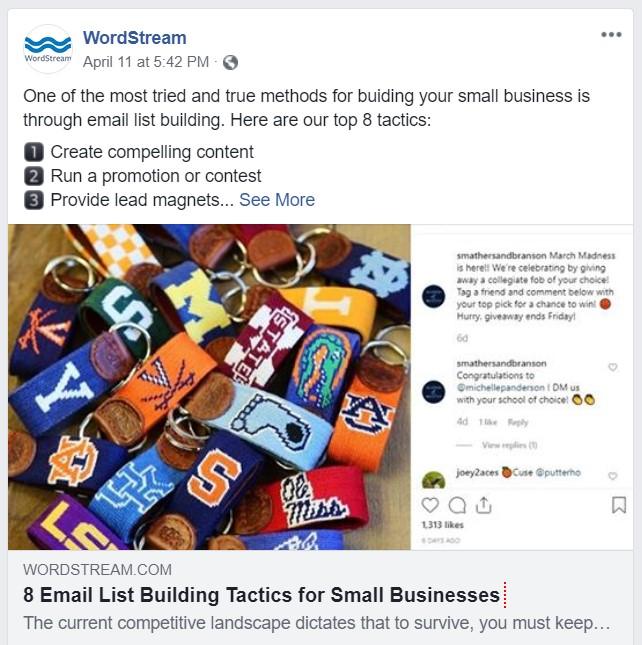 WordStream
WordStream
April 11 at 5:42 PM ·
One of the most tried and true methods for buiding your small business is
through email list building. Here are our top 8 tactics:
1 Create compelling content
2 Run a promotion or contest
3 Provide lead magnets... See More
S
M
STATE
Y
UK
S
Ole
Miss
LS
smathersandbranson March Madness
is here!! We're celebrating by giving
away a collegiate fob of your choice!
Tag a friend and comment below with
your top pick for a chance to win!
Hurry, giveaway ends Friday!
6d
smathersandbranson
Congratulations to
@michellepanderson ! DM us
with your school of choice!
4d 1 like Reply
View replies (1)
joey2aces Cuse @putterho
1,313 likes
6 DAYS AGO
WORDSTREAM.COM
8 Email List Building Tactics for Small Businesses
The current competitive landscape dictates that to survive, you must keep...